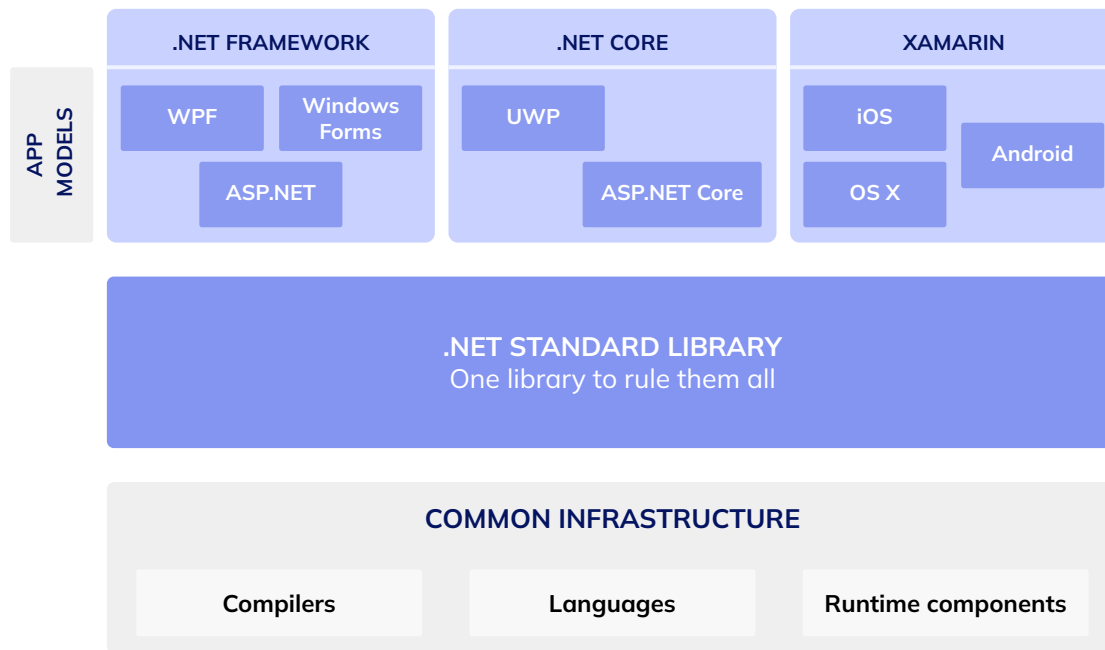 .NET FRAMEWORK
.NET CORE
XAMARIN
APP
MODELS
WPF
Windows
Forms
ASP.NET
UWP
ASP.NET Core
iOS
Android
OS X
.NET STANDARD LIBRARY
One library to rule them all
COMMON INFRASTRUCTURE
Compilers
Languages
Runtime components